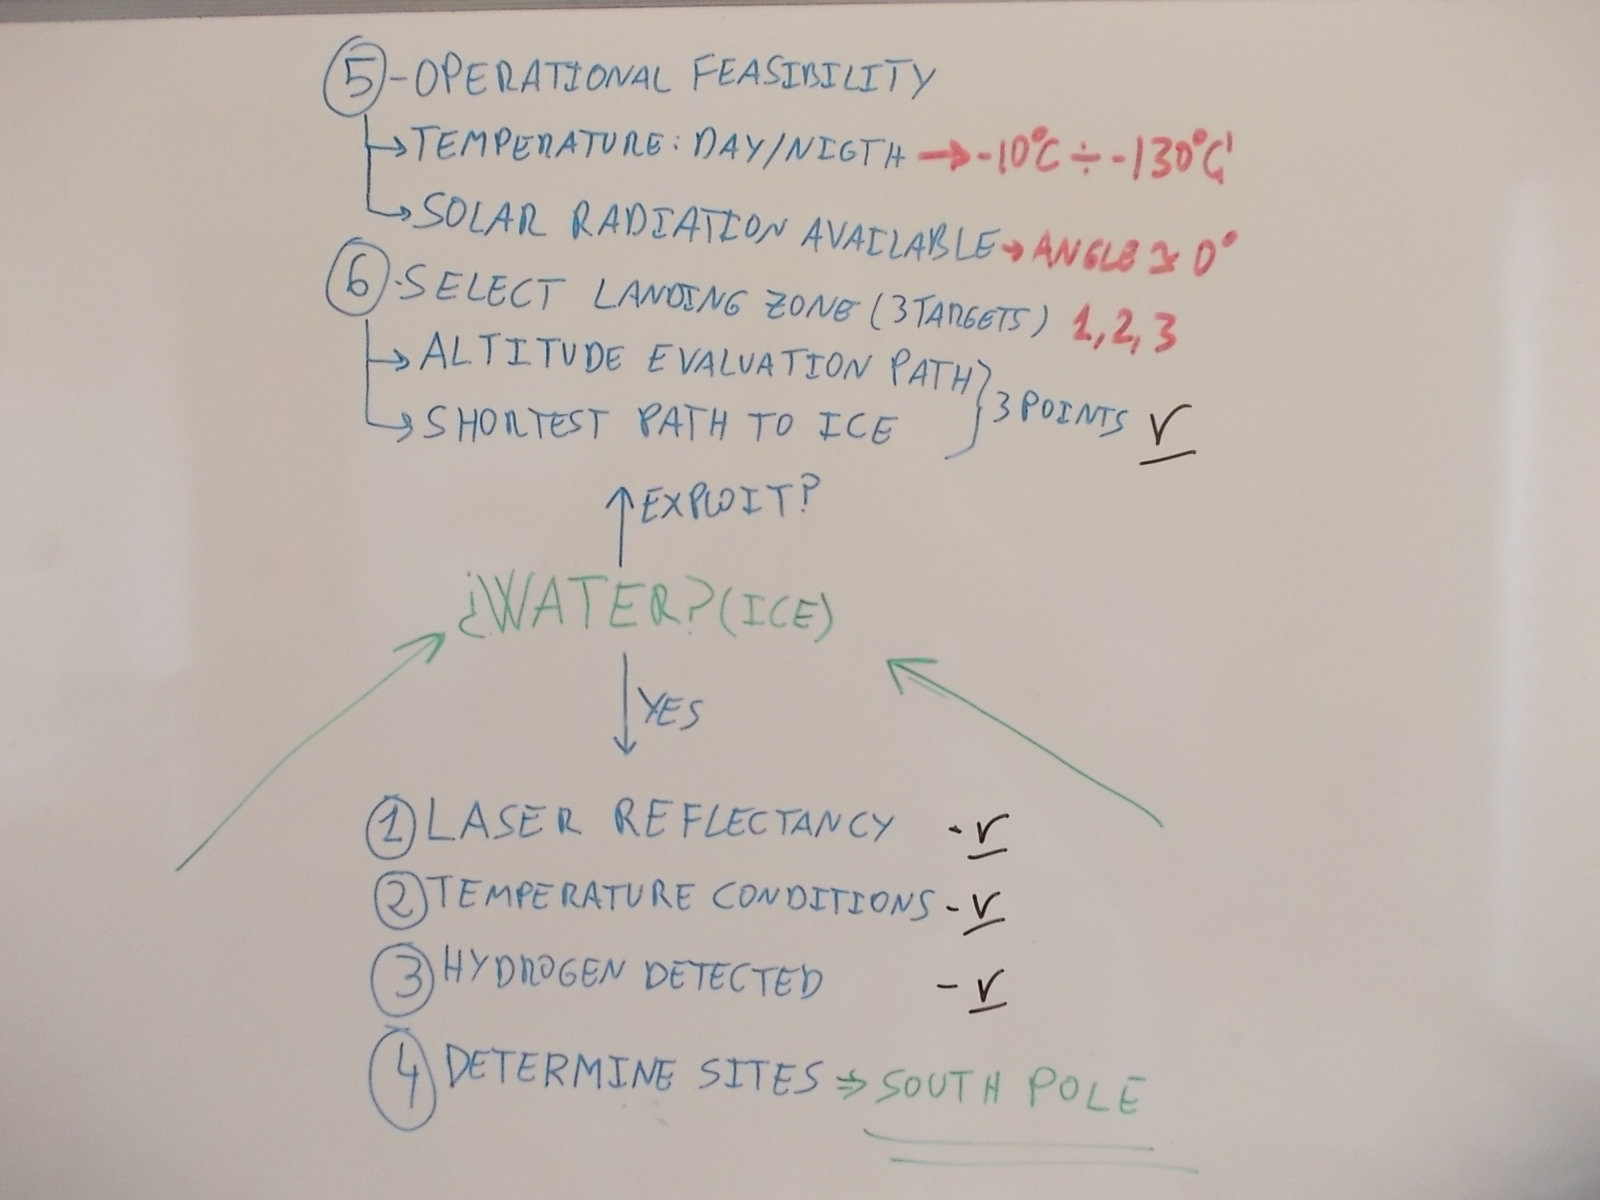 5 - OPERATIONAL FEASIBILITY
→ TEMPERATURE: DAY/NIGTH → -10°C ÷ -130°C
→ SOLAR RADIATION AVAILABLE → ANGLE ≃ 0°
6 - SELECT LANDING ZONE (3 TARGETS) 1, 2, 3
→ ALTITUDE EVALUATION PATH
→ SHORTEST PATH TO ICE } 3 POINTS ✓
↑ EXPLOIT?
¿WATER? (ICE)
↓ YES
1 LASER REFLECTANCY - ✓
2 TEMPERATURE CONDITIONS - ✓
3 HYDROGEN DETECTED - ✓
4 DETERMINE SITES ⇒ SOUTH POLE